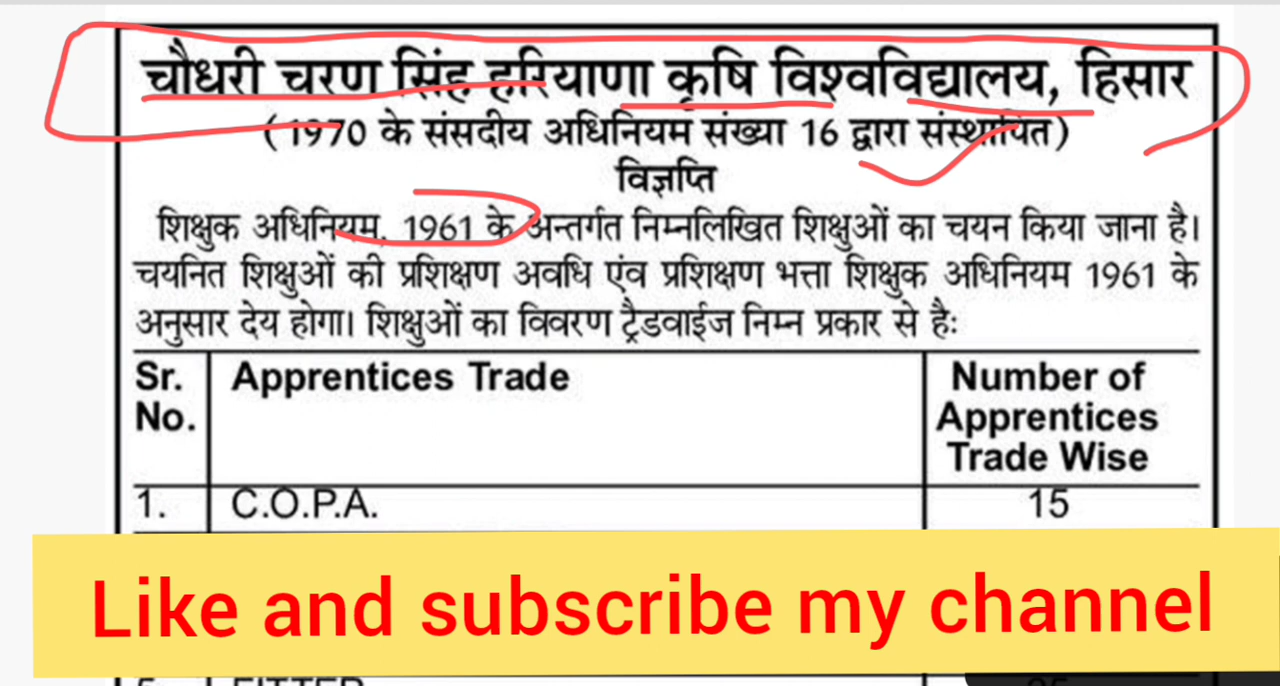 चौधरी चरण सिंह हरियाणा कृषि विश्वविद्यालय, हिसार
(1970 के संसदीय अधिनियम संख्या 16 द्वारा संस्थापित)
विज्ञप्ति
शिक्षुक अधिनियम, 1961 के अन्तर्गत निम्नलिखित शिक्षुओं का चयन किया जाना है।
चयनित शिक्षुओं की प्रशिक्षण अवधि एंव प्रशिक्षण भत्ता शिक्षुक अधिनियम 1961 के
अनुसार देय होगा। शिक्षुओं का विवरण ट्रैडवाईज निम्न प्रकार से है:
Sr. No. Apprentices Trade Number of Apprentices Trade Wise
1. C.O.P.A. 15
Like and subscribe my channel
FITTER